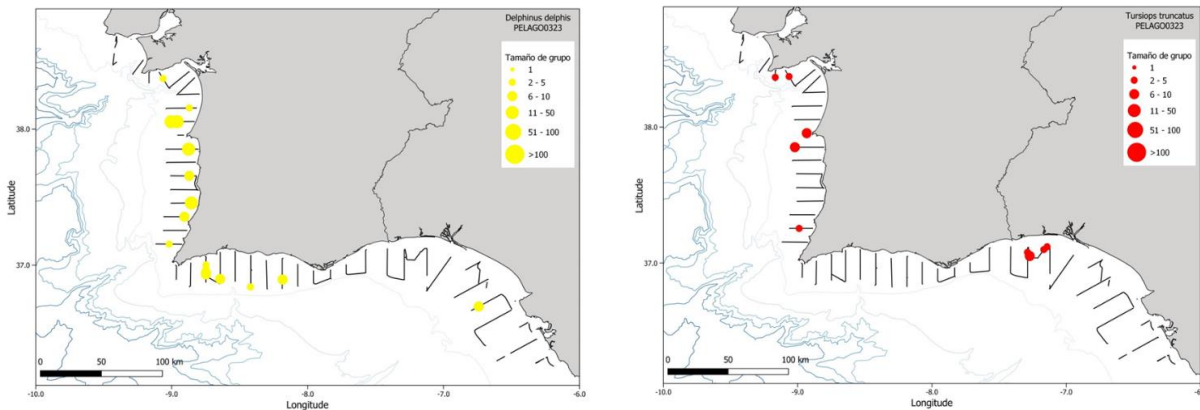 Delphinus delphis
PELAGO0323
Tamaño de grupo
1
2 - 5
6 - 10
11 - 50
51 - 100
>100
38.0
37.0
Latitude
0 50 100 km
-10.0 -9.0 -8.0 -7.0 -6.0
Longitude
Tursiops truncatus
PELAGO0323
Tamaño de grupo
1
2 - 5
6 - 10
11 - 50
51 - 100
>100
38.0
37.0
Latitude
0 50 100 km
-10.0 -9.0 -8.0 -7.0 -6.
Longitude